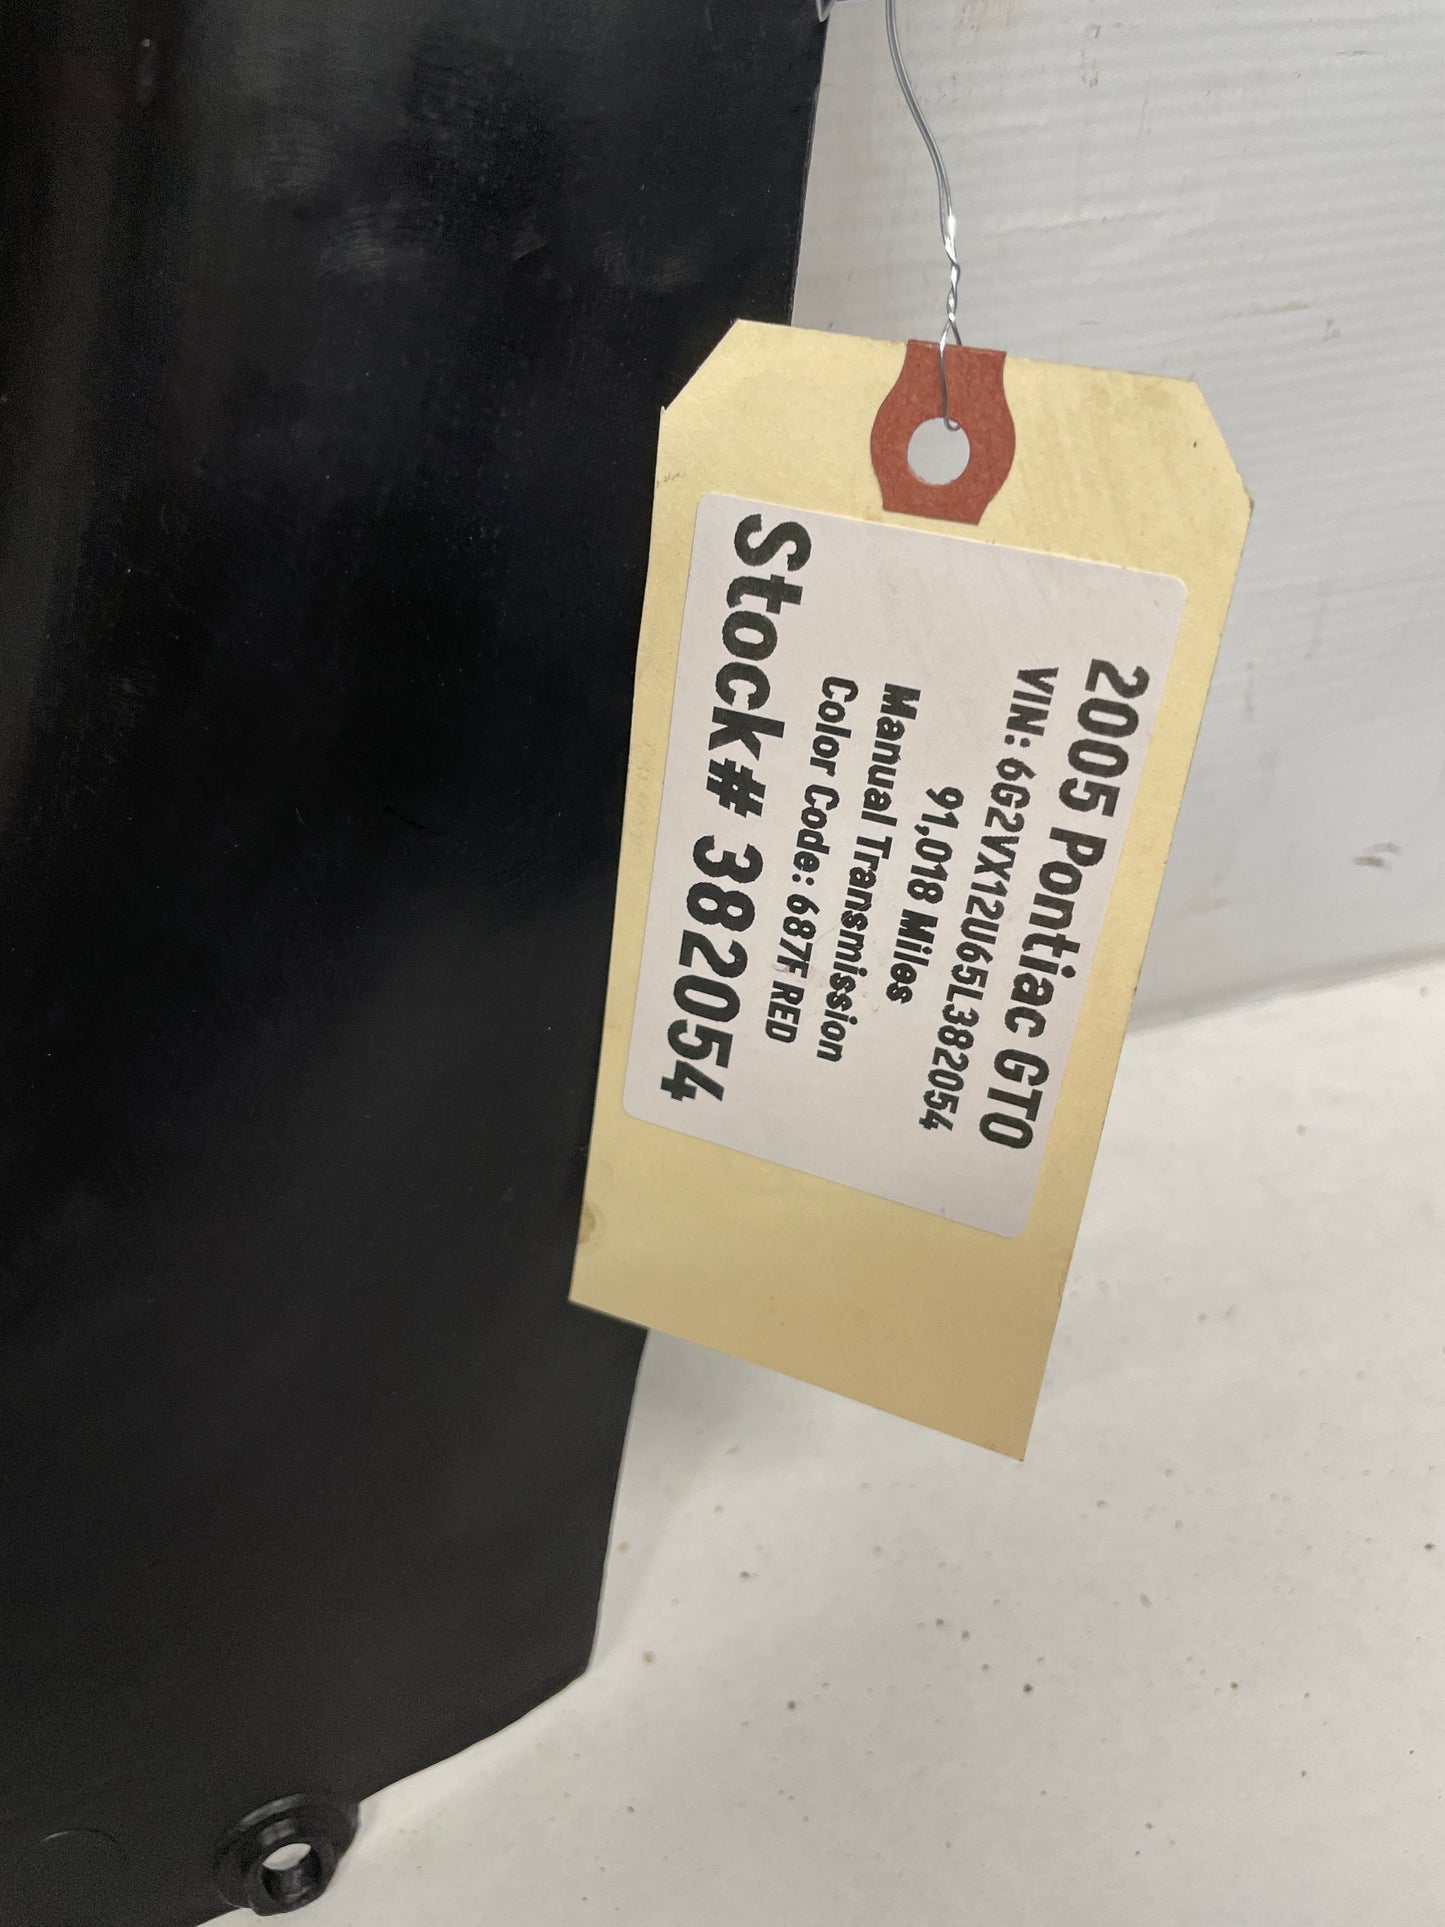 2005 Pontiac GTO
VIN: 6G2VX12U65L382054
91,018 Miles
Manual Transmission
Color Code: 687F RED
Stock# 382054